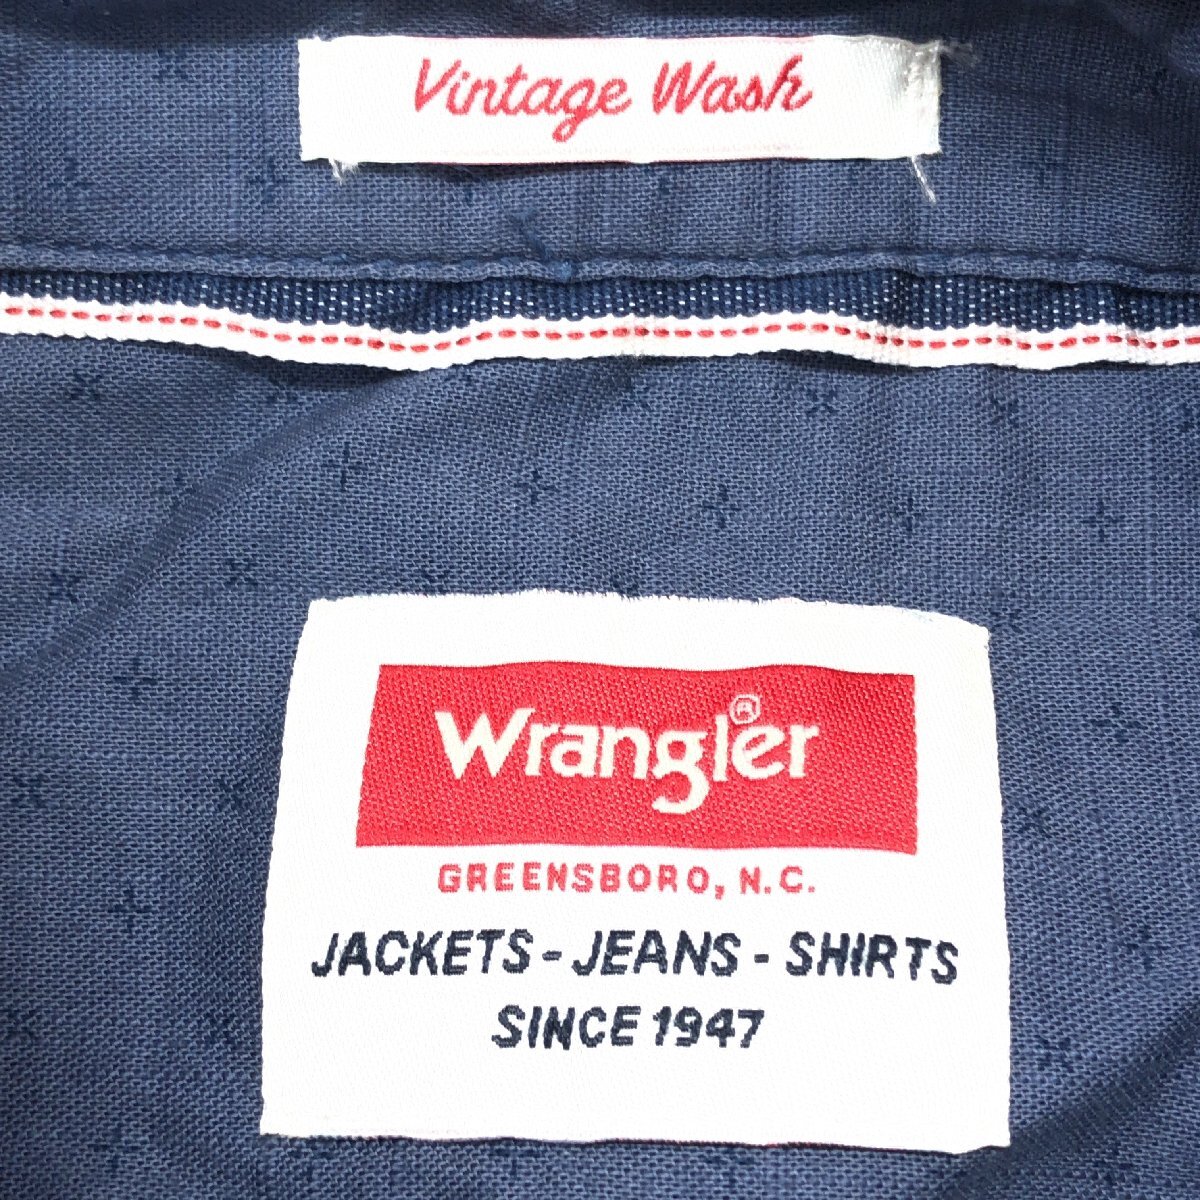 Vintage Wash
Wrangler®
GREENSBORO, N.C.
JACKETS - JEANS - SHIRTS
SINCE 1947